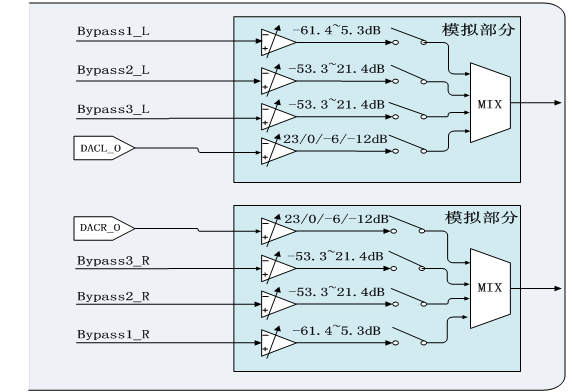 模拟部分
Bypass1_L
-61.4~5.3dB
Bypass2_L
-53.3~21.4dB
Bypass3_L
-53.3~21.4dB
MIX
DACL_O
23/0/-6/-12dB
模拟部分
DACR_O
23/0/-6/-12dB
Bypass3_R
-53.3~21.4dB
MIX
Bypass2_R
-53.3~21.4dB
Bypass1_R
-61.4~5.3dB